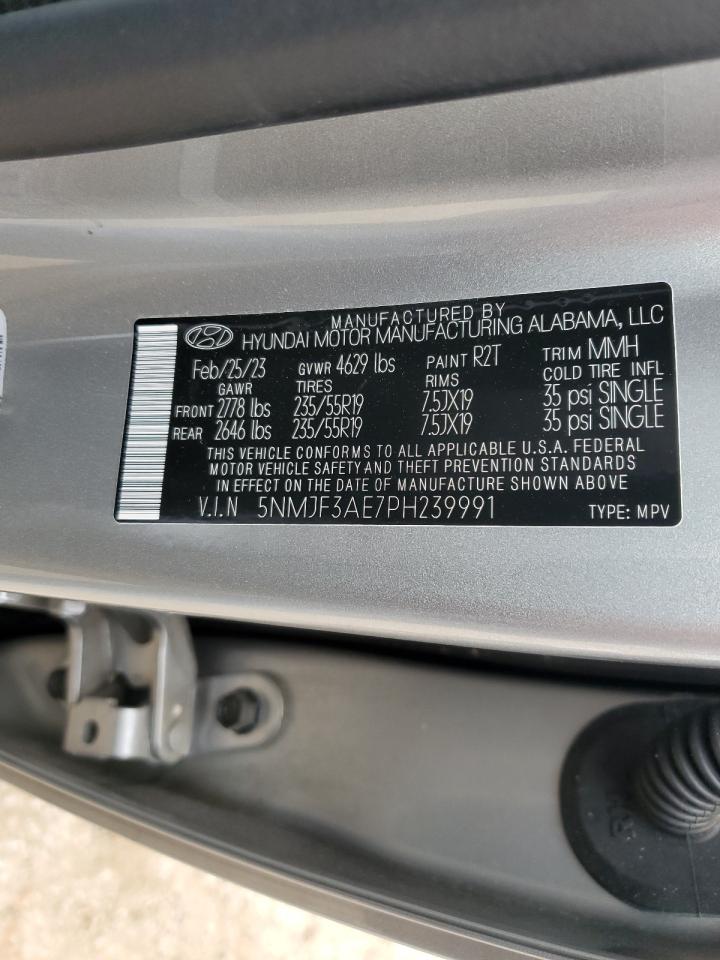 MANUFACTURED BY
HYUNDAI MOTOR MANUFACTURING ALABAMA, LLC
Feb/25/23 GVWR 4629 lbs PAINT R2T TRIM MMH
GAWR TIRES RIMS COLD TIRE INFL
FRONT 2778 lbs 235/55R19 7.5JX19 35 psi SINGLE
REAR 2646 lbs 235/55R19 7.5JX19 35 psi SINGLE
THIS VEHICLE CONFORMS TO ALL APPLICABLE U.S.A. FEDERAL
MOTOR VEHICLE SAFETY AND THEFT PREVENTION STANDARDS
IN EFFECT ON THE DATE OF MANUFACTURE SHOWN ABOVE
V.I.N 5NMJF3AE7PH239991 TYPE: MPV